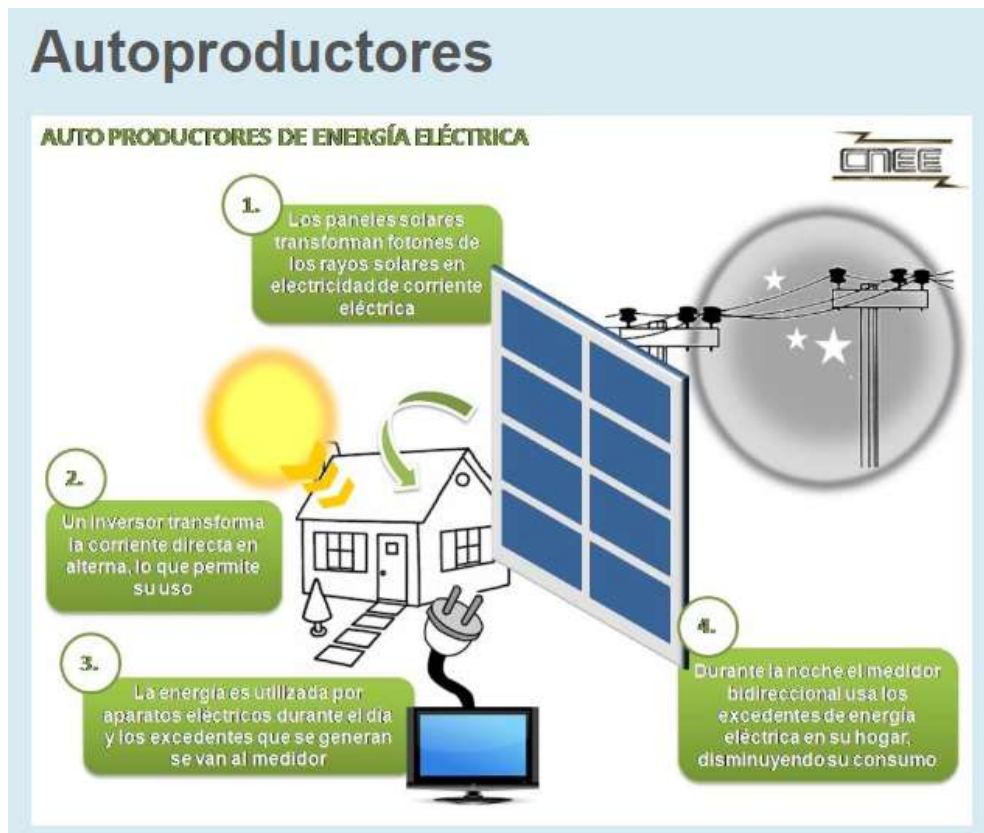 Autoproductores
AUTO PRODUCTORES DE ENERGÍA ELÉCTRICA
CNEE
1.
Los paneles solares
transforman fotones de
los rayos solares en
electricidad de corriente
eléctrica
2.
Un inversor transforma
la corriente directa en
alterna, lo que permite
su uso
3.
La energía es utilizada por
aparatos eléctricos durante el día
y los excedentes que se generan
se van al medidor
4.
Durante la noche el medidor
bidireccional usa los
excedentes de energía
eléctrica en su hogar,
disminuyendo su consumo